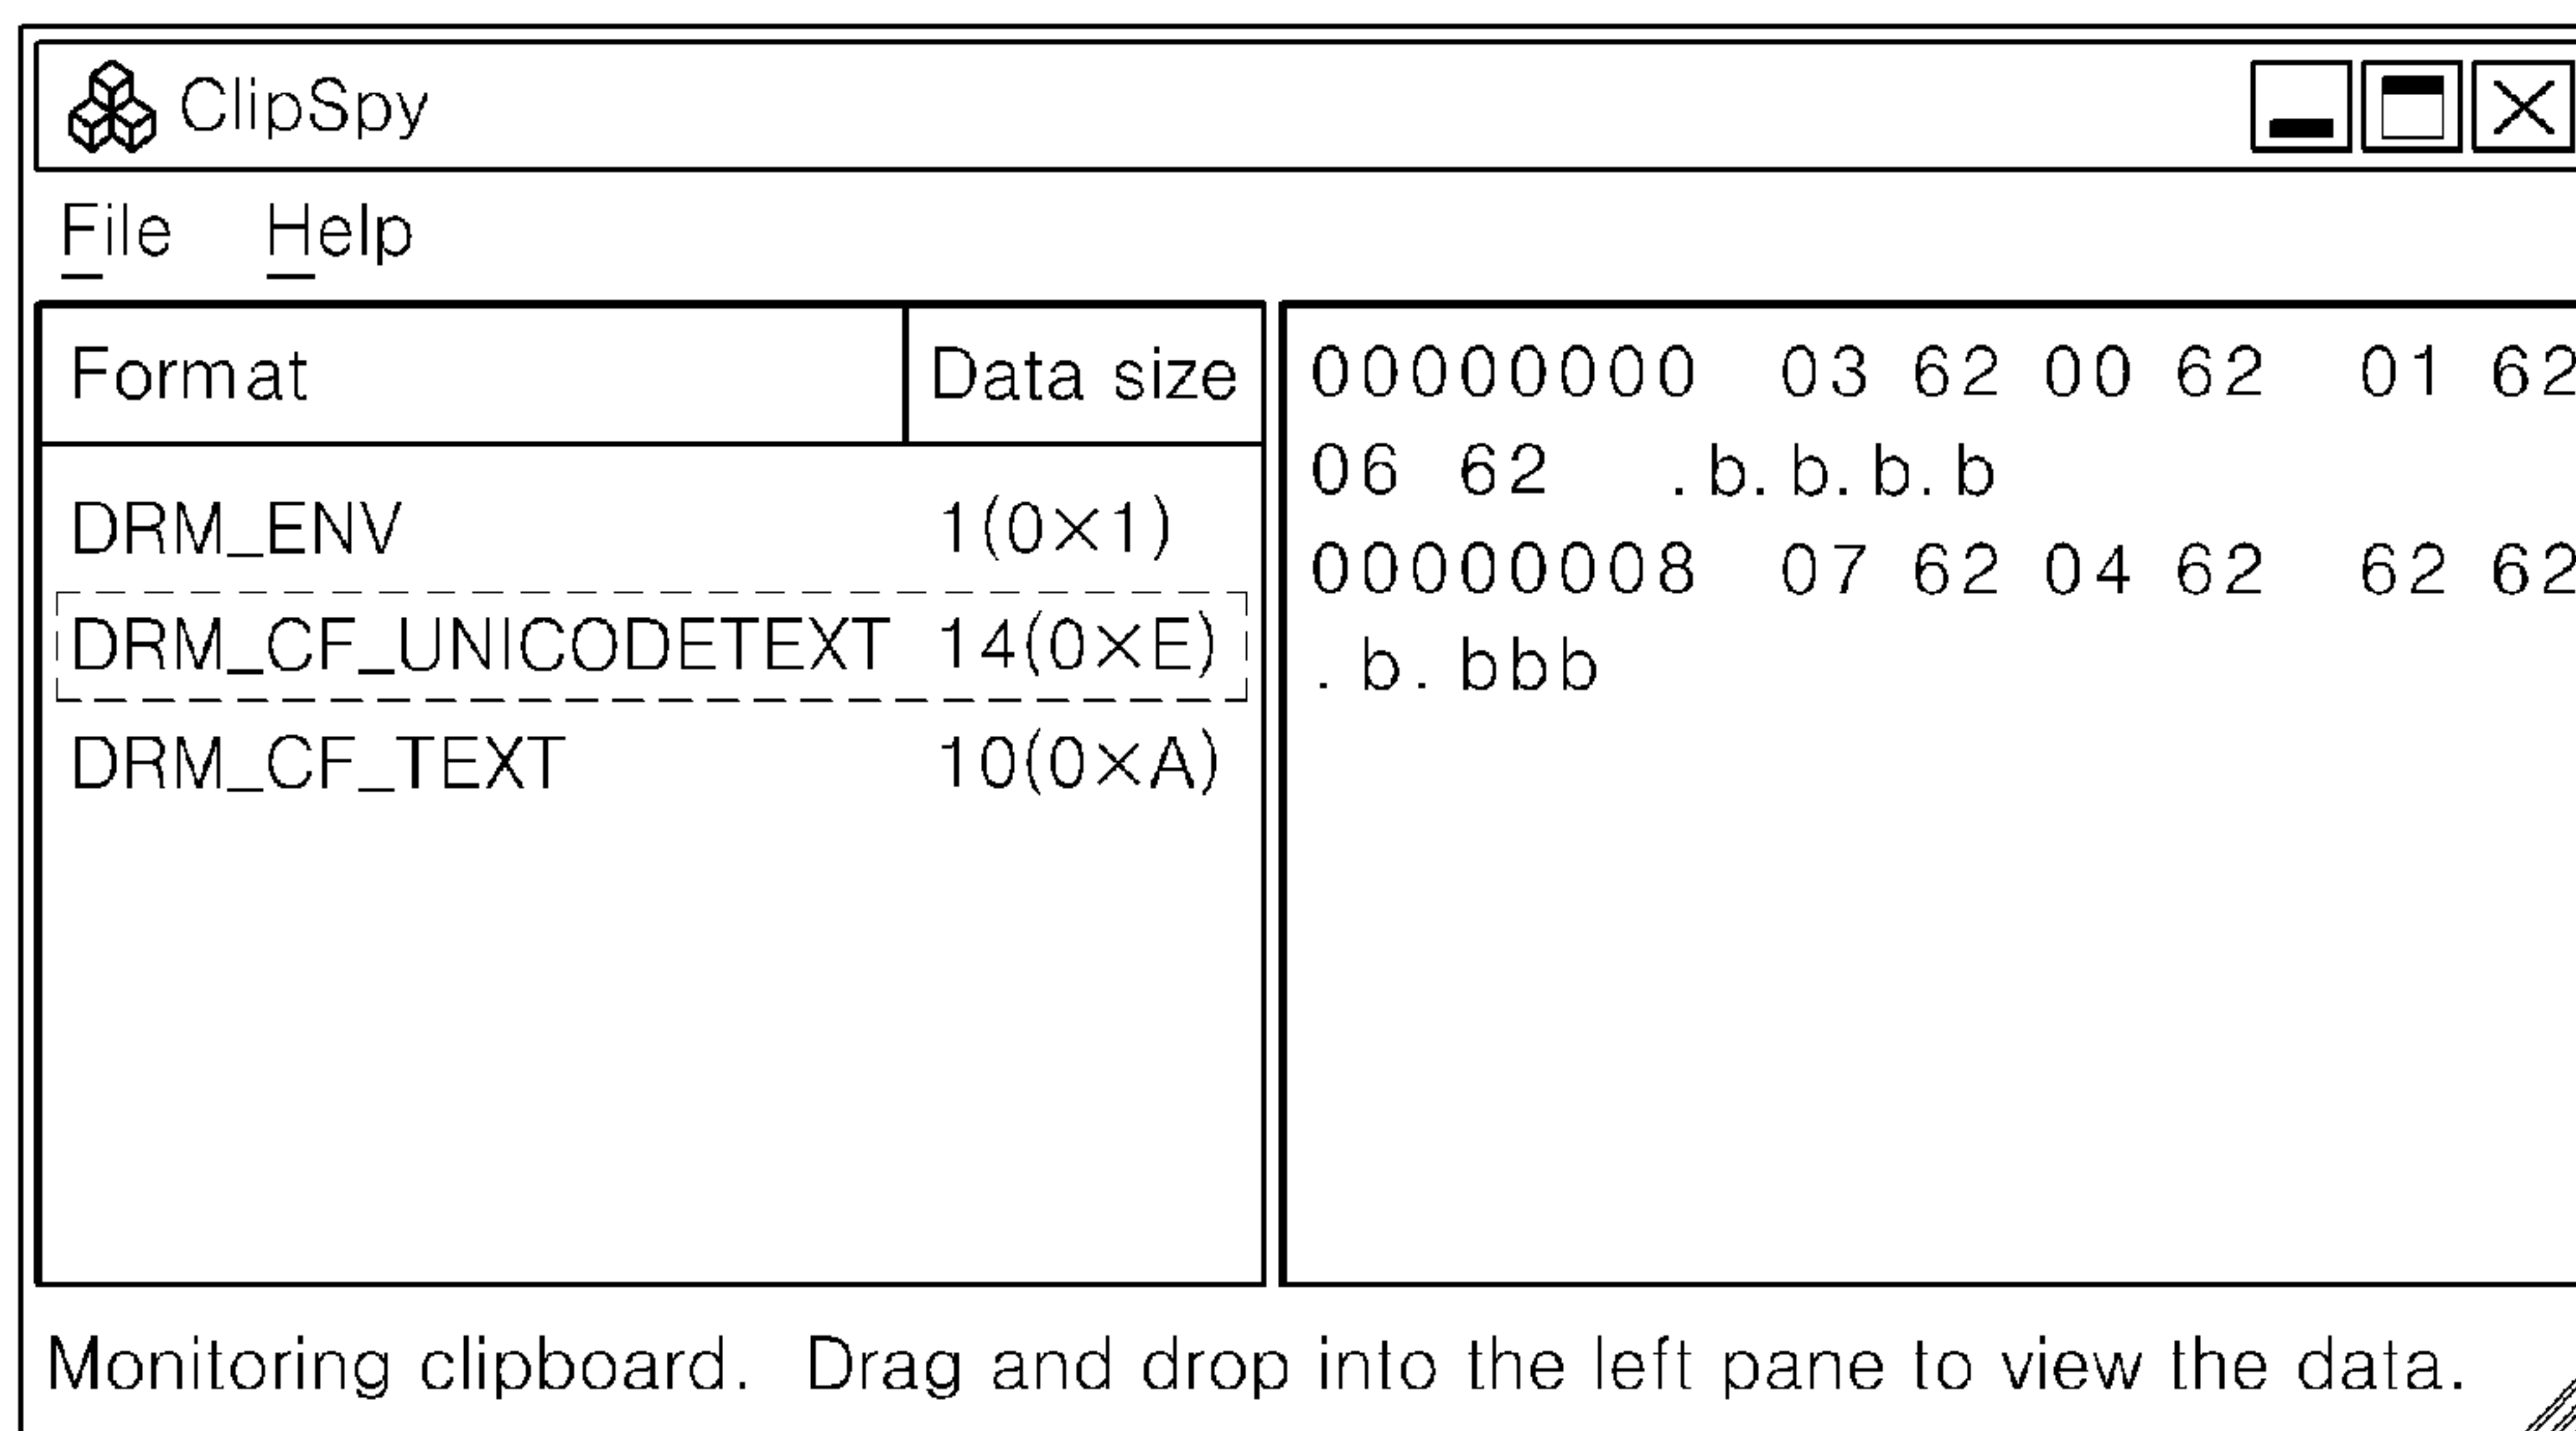 ClipSpy
File Help
Format Data size
DRM_ENV 1(0×1)
DRM_CF_UNICODETEXT 14(0×E)
DRM_CF_TEXT 10(0×A)
00000000 03 62 00 62 01 62
06 62 .b.b.b.b
00000008 07 62 04 62 62 62
.b.bbb
Monitoring clipboard. Drag and drop into the left pane to view the data.